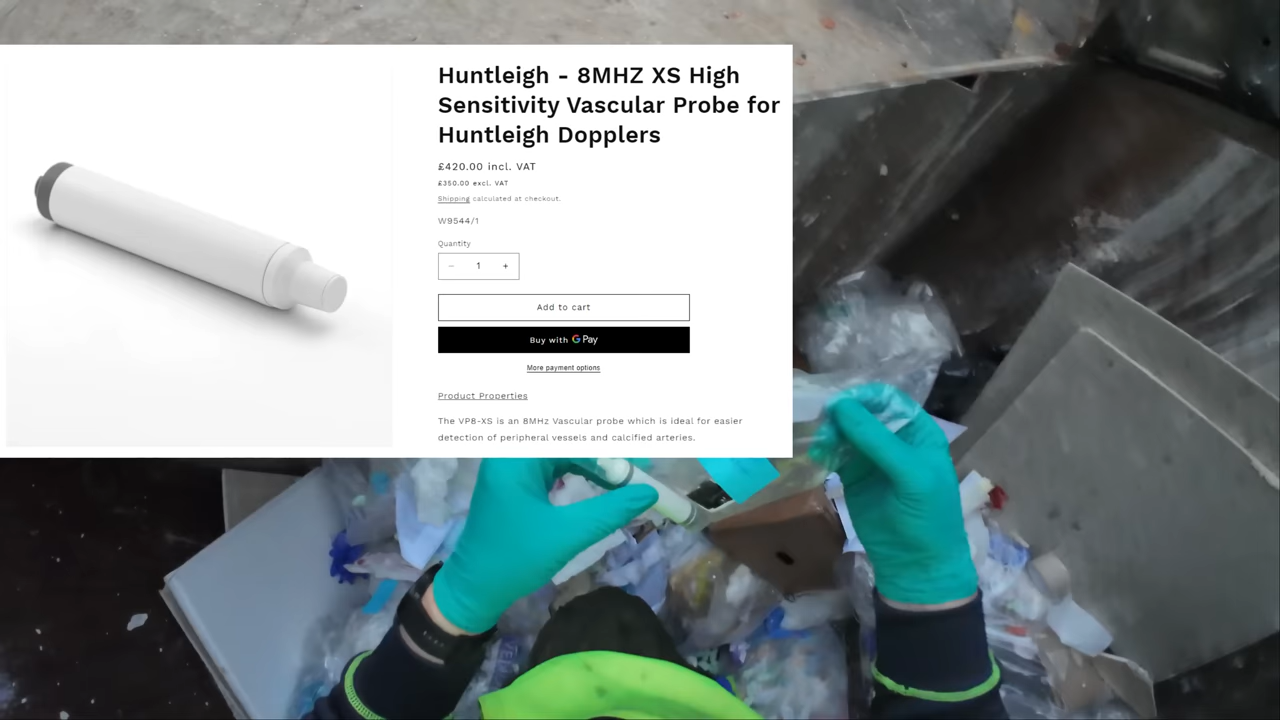 Huntleigh - 8MHZ XS High
Sensitivity Vascular Probe for
Huntleigh Dopplers
£420.00 incl. VAT
£350.00 excl. VAT
Shipping calculated at checkout.
W9544/1
Quantity
− 1 +
Add to cart
Buy with G Pay
More payment options
Product Properties
The VP8-XS is an 8MHz Vascular probe which is ideal for easier
detection of peripheral vessels and calcified arteries.